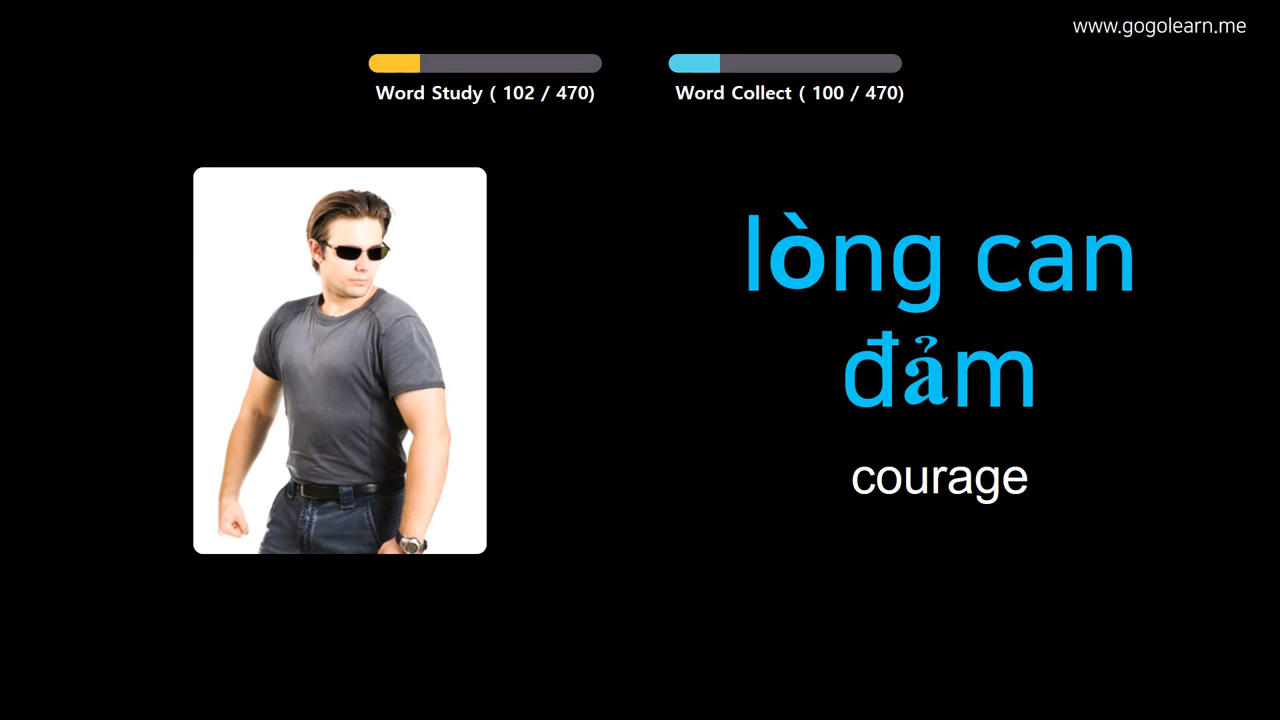 www.gogolearn.me
Word Study ( 102 / 470)
Word Collect ( 100 / 470)
lòng can
đảm
courage